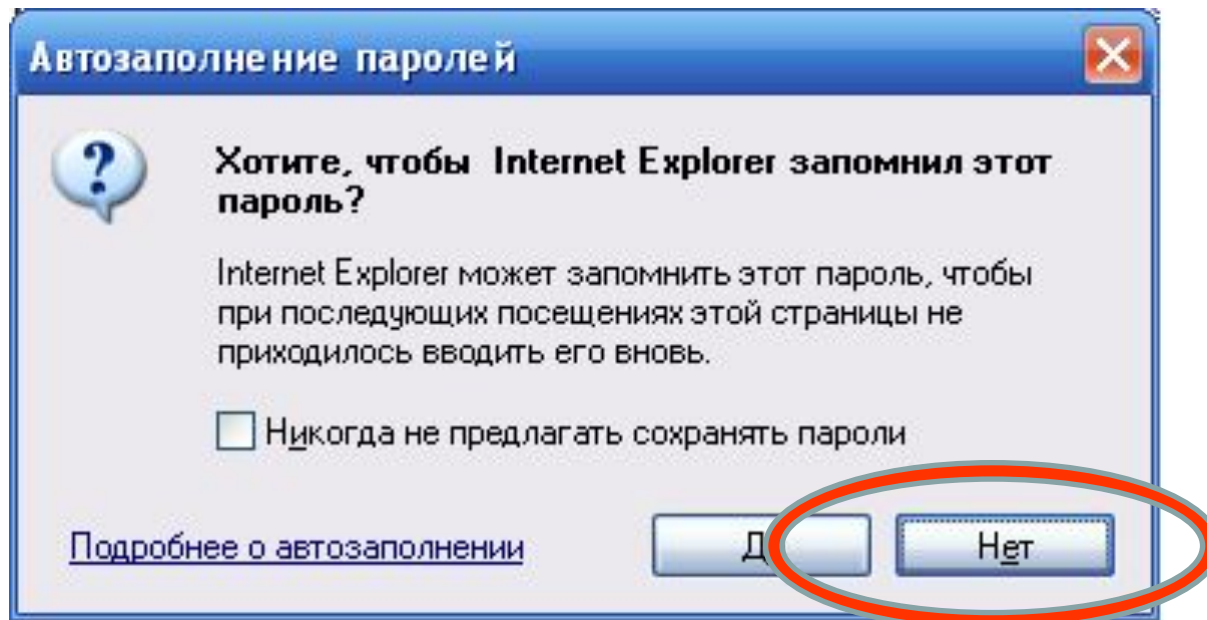 Автозаполнение паролей
Хотите, чтобы Internet Explorer запомнил этот
пароль?
Internet Explorer может запомнить этот пароль, чтобы
при последующих посещениях этой страницы не
приходилось вводить его вновь.
Никогда не предлагать сохранять пароли
Подробнее о автозаполнении
Нет